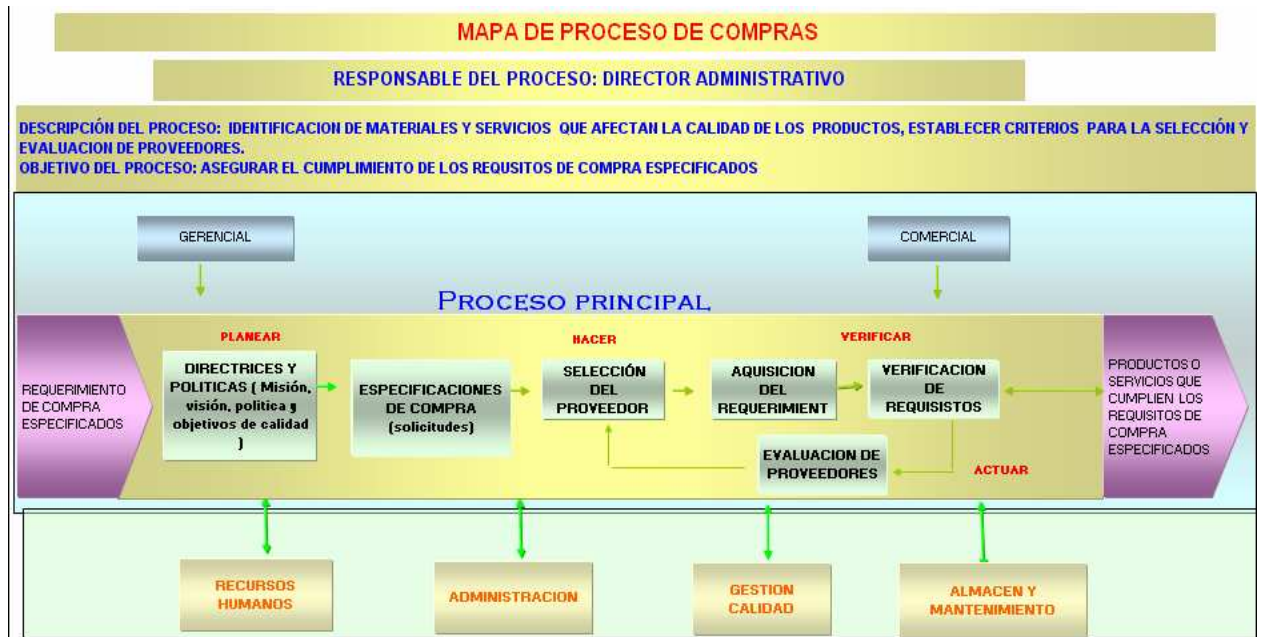 MAPA DE PROCESO DE COMPRAS
RESPONSABLE DEL PROCESO: DIRECTOR ADMINISTRATIVO
DESCRIPCIÓN DEL PROCESO: IDENTIFICACION DE MATERIALES Y SERVICIOS QUE AFECTAN LA CALIDAD DE LOS PRODUCTOS, ESTABLECER CRITERIOS PARA LA SELECCIÓN Y
EVALUACION DE PROVEEDORES.
OBJETIVO DEL PROCESO: ASEGURAR EL CUMPLIMIENTO DE LOS REQUSITOS DE COMPRA ESPECIFICADOS
GERENCIAL
COMERCIAL
PROCESO PRINCIPAL
PLANEAR
HACER
VERIFICAR
REQUERIMIENTO
DE COMPRA
ESPECIFICADOS
DIRECTRICES Y
POLITICAS ( Misión,
visión, politica y
objetivos de calidad
)
ESPECIFICACIONES
DE COMPRA
(solicitudes)
SELECCIÓN
DEL
PROVEEDOR
AQUISICION
DEL
REQUERIMIENT
VERIFICACION
DE
REQUISISTOS
PRODUCTOS O
SERVICIOS QUE
CUMPLIEN LOS
REQUISITOS DE
COMPRA
ESPECIFICADOS
EVALUACION DE
PROVEEDORES
ACTUAR
RECURSOS
HUMANOS
ADMINISTRACION
GESTION
CALIDAD
ALMACEN Y
MANTENIMIENTO